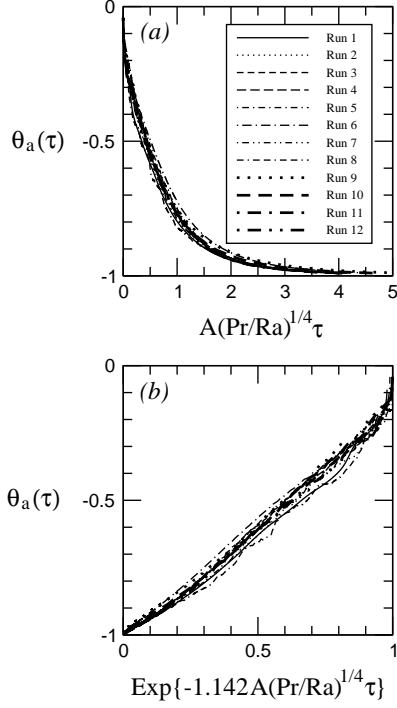 0
(a)
Run 1
Run 2
Run 3
Run 4
-0.5
θa(τ)
Run 5
Run 6
Run 7
Run 8
Run 9
Run 10
Run 11
Run 12
-1
0 1 2 3 4 5
A(Pr/Ra)^1/4 τ
0
(b)
-0.5
θa(τ)
-1
0 0.5 1
Exp{-1.142A(Pr/Ra)^1/4 τ}